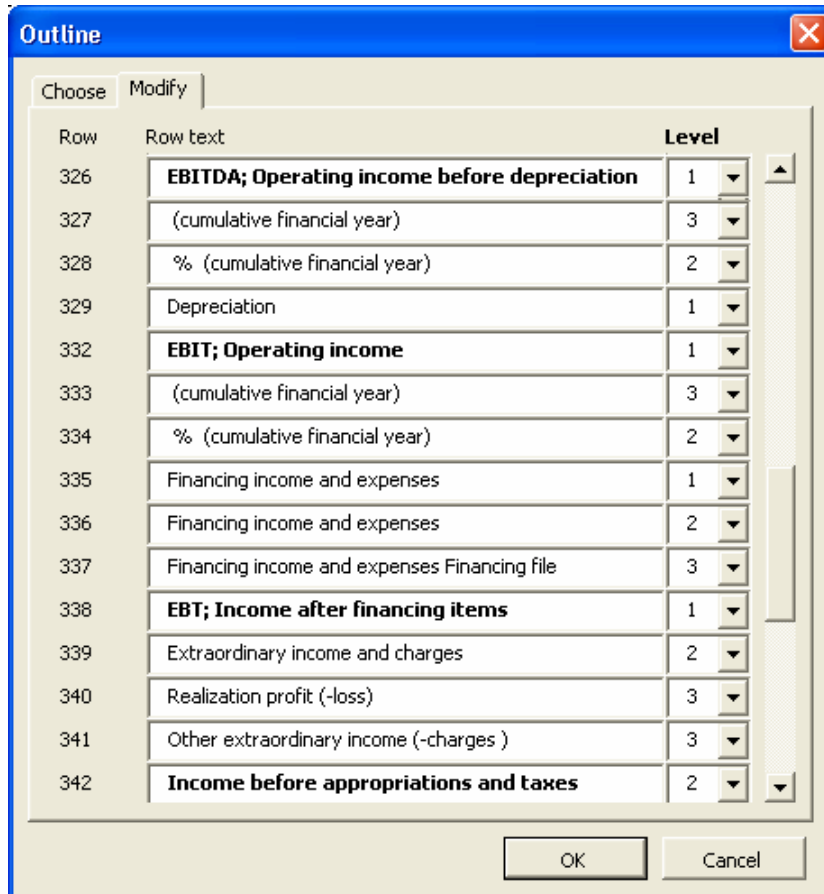 Outline
Choose Modify
Row Row text Level
326 EBITDA; Operating income before depreciation 1
327 (cumulative financial year) 3
328 % (cumulative financial year) 2
329 Depreciation 1
332 EBIT; Operating income 1
333 (cumulative financial year) 3
334 % (cumulative financial year) 2
335 Financing income and expenses 1
336 Financing income and expenses 2
337 Financing income and expenses Financing file 3
338 EBT; Income after financing items 1
339 Extraordinary income and charges 2
340 Realization profit (-loss) 3
341 Other extraordinary income (-charges ) 3
342 Income before appropriations and taxes 2
OK Cancel